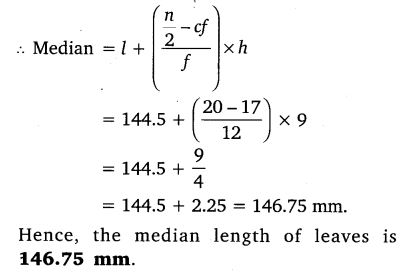 ∴ Median = l + ( (n/2 − cf) / f ) × h
= 144.5 + ( (20 − 17) / 12 ) × 9
= 144.5 + 9/4
= 144.5 + 2.25 = 146.75 mm.
Hence, the median length of leaves is
146.75 mm.